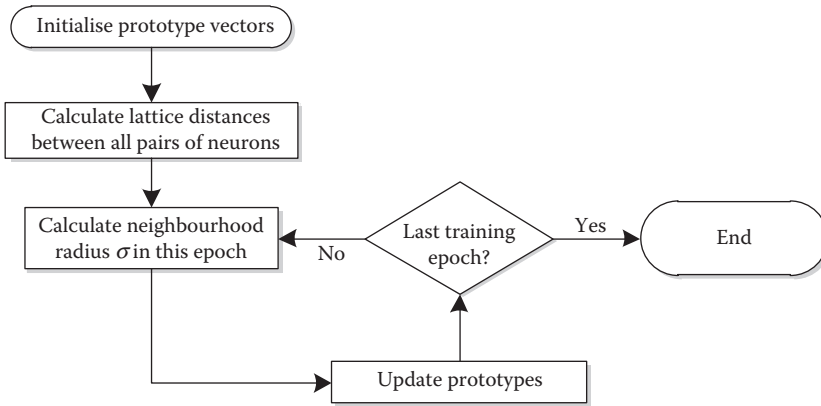 Initialise prototype vectors
Calculate lattice distances
between all pairs of neurons
Calculate neighbourhood
radius σ in this epoch
No
Last training
epoch?
Yes
End
Update prototypes